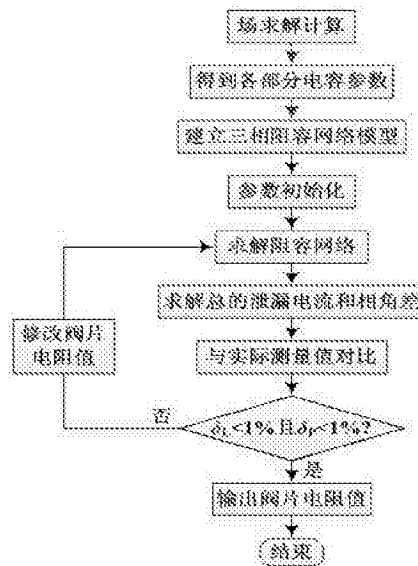 场求解计算
得到各部分电容参数
建立三相阻容网络模型
参数初始化
求解阻容网络
求解总的泄漏电流和相角差
修改阀片
电阻值
与实际测量值对比
否
<1%且 <1%?
是
输出阀片电阻值
结束